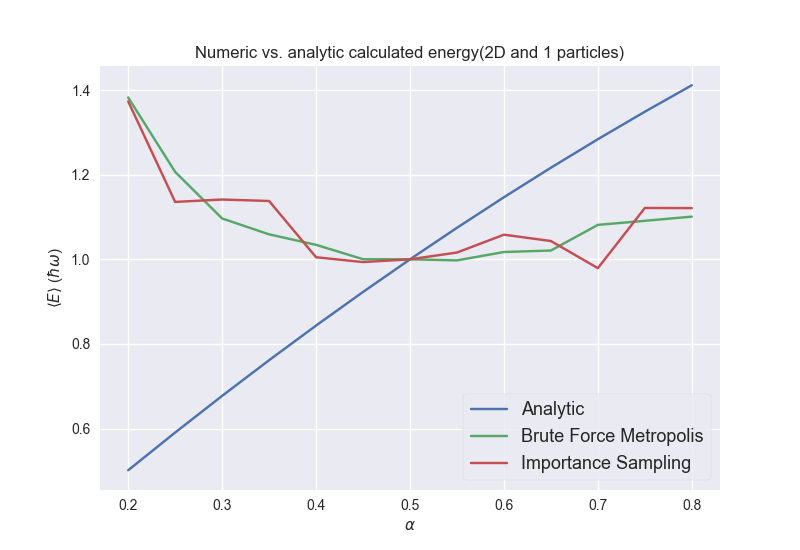 Numeric vs. analytic calculated energy(2D and 1 particles)
1.4
1.2
1.0
0.8
0.6
⟨E⟩ (ℏω)
0.2 0.3 0.4 0.5 0.6 0.7 0.8
α
Analytic
Brute Force Metropolis
Importance Sampling